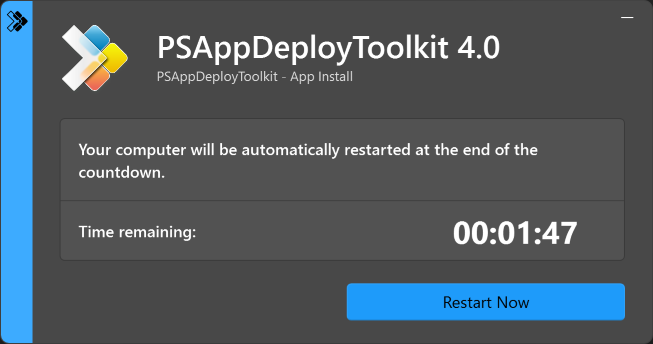 PSAppDeployToolkit 4.0
PSAppDeployToolkit - App Install
Your computer will be automatically restarted at the end of the
countdown.
Time remaining:
00:01:47
Restart Now